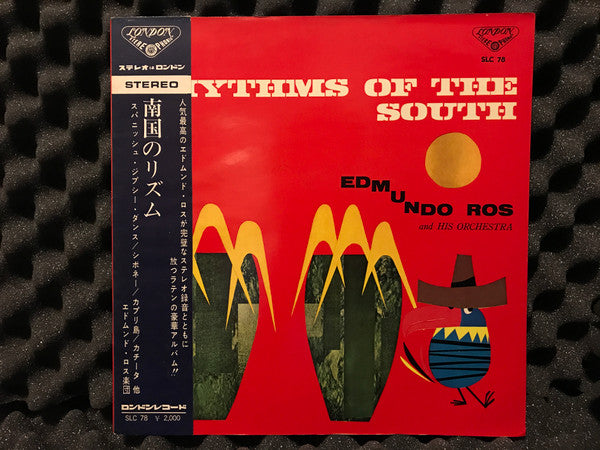 LONDON
STEREOPHONIC
ステレオはロンドン
STEREO
南国のリズム
スパニッシュ・ジプシー・ダンス/シボネー/カプリ島/カチータ 他
エドムンド・ロス楽団
人気最高のエドムンド・ロスが完璧なステレオ録音とともに
放つラテンの豪華アルバム!!
ロンドンレコード
SLC 78 ¥ 2,000
LONDON
STEREOPHONIC
SLC 78
YTHMS OF THE
SOUTH
EDMUNDO ROS
and HIS ORCHESTRA